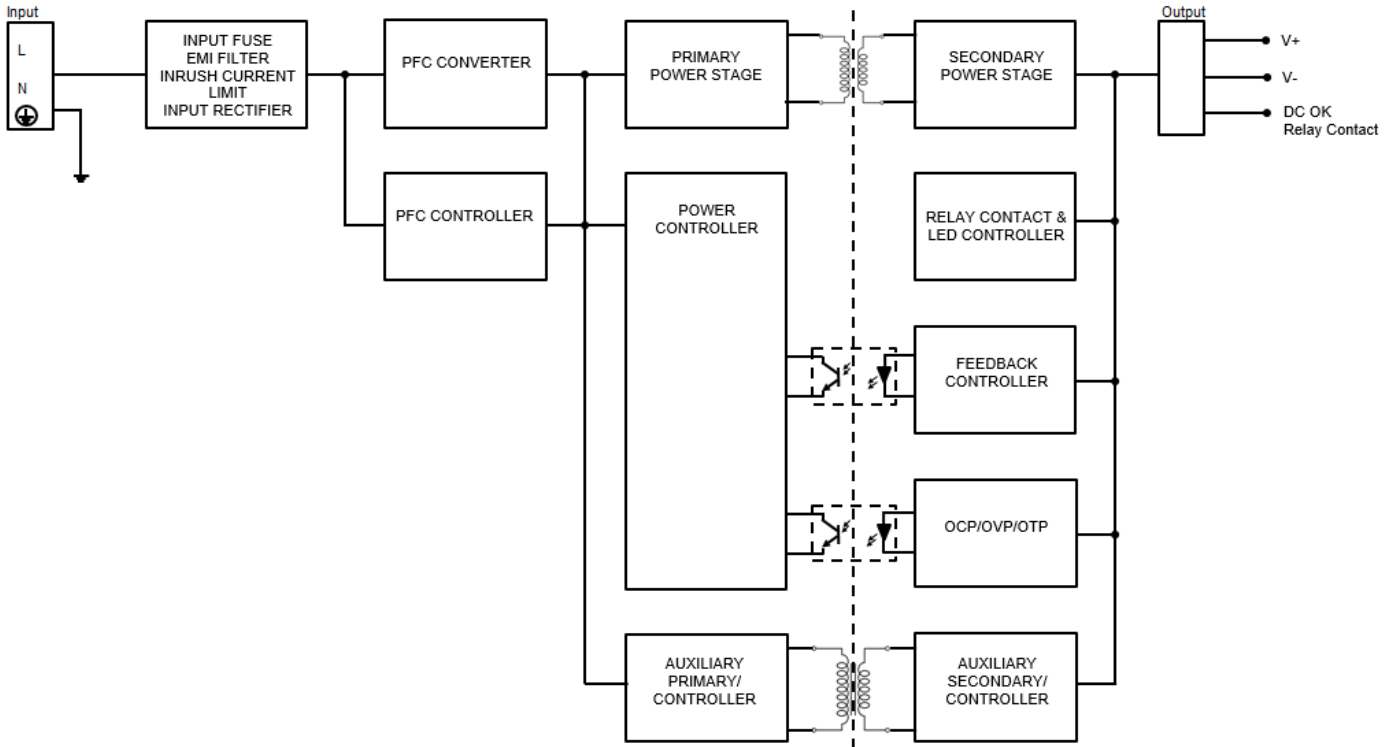 Input
L
N
INPUT FUSE
EMI FILTER
INRUSH CURRENT
LIMIT
INPUT RECTIFIER
PFC CONVERTER
PRIMARY
POWER STAGE
SECONDARY
POWER STAGE
Output
V+
V-
DC OK
Relay Contact
PFC CONTROLLER
POWER
CONTROLLER
RELAY CONTACT &
LED CONTROLLER
FEEDBACK
CONTROLLER
OCP/OVP/OTP
AUXILIARY
PRIMARY/
CONTROLLER
AUXILIARY
SECONDARY/
CONTROLLER